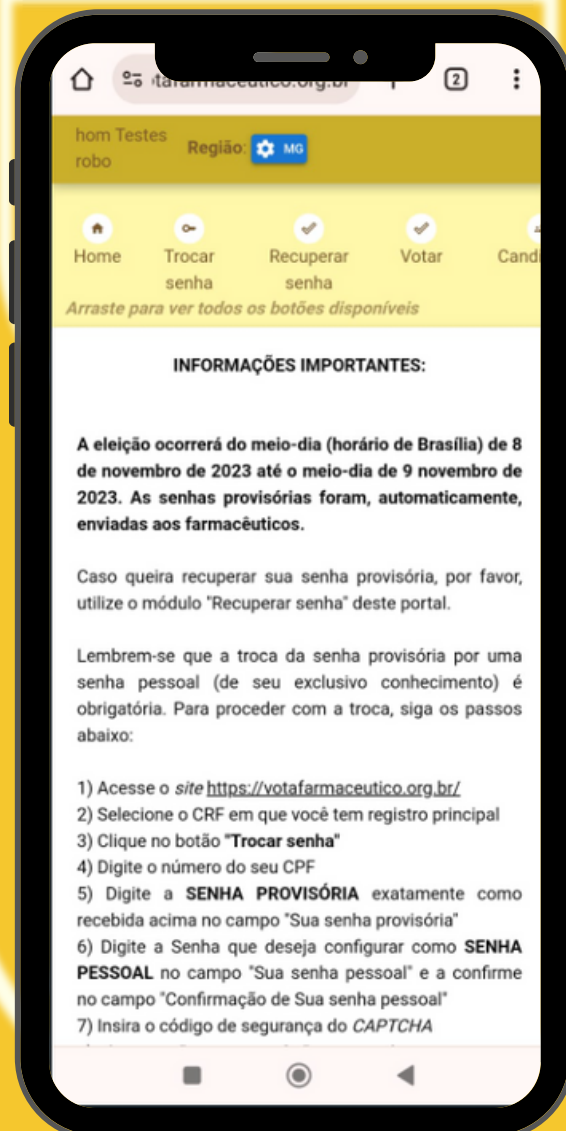 tafarmaceutico.org.br
2
hom Testes
robo
Região:
MG
Home
Trocar
senha
Recuperar
senha
Votar
Candi
Arraste para ver todos os botões disponíveis
INFORMAÇÕES IMPORTANTES:
A eleição ocorrerá do meio-dia (horário de Brasília) de 8
de novembro de 2023 até o meio-dia de 9 novembro de
2023. As senhas provisórias foram, automaticamente,
enviadas aos farmacêuticos.
Caso queira recuperar sua senha provisória, por favor,
utilize o módulo "Recuperar senha" deste portal.
Lembrem-se que a troca da senha provisória por uma
senha pessoal (de seu exclusivo conhecimento) é
obrigatória. Para proceder com a troca, siga os passos
abaixo:
1) Acesse o site https://votafarmaceutico.org.br/
2) Selecione o CRF em que você tem registro principal
3) Clique no botão "Trocar senha"
4) Digite o número do seu CPF
5) Digite a SENHA PROVISÓRIA exatamente como
recebida acima no campo "Sua senha provisória"
6) Digite a Senha que deseja configurar como SENHA
PESSOAL no campo "Sua senha pessoal" e a confirme
no campo "Confirmação de Sua senha pessoal"
7) Insira o código de segurança do CAPTCHA